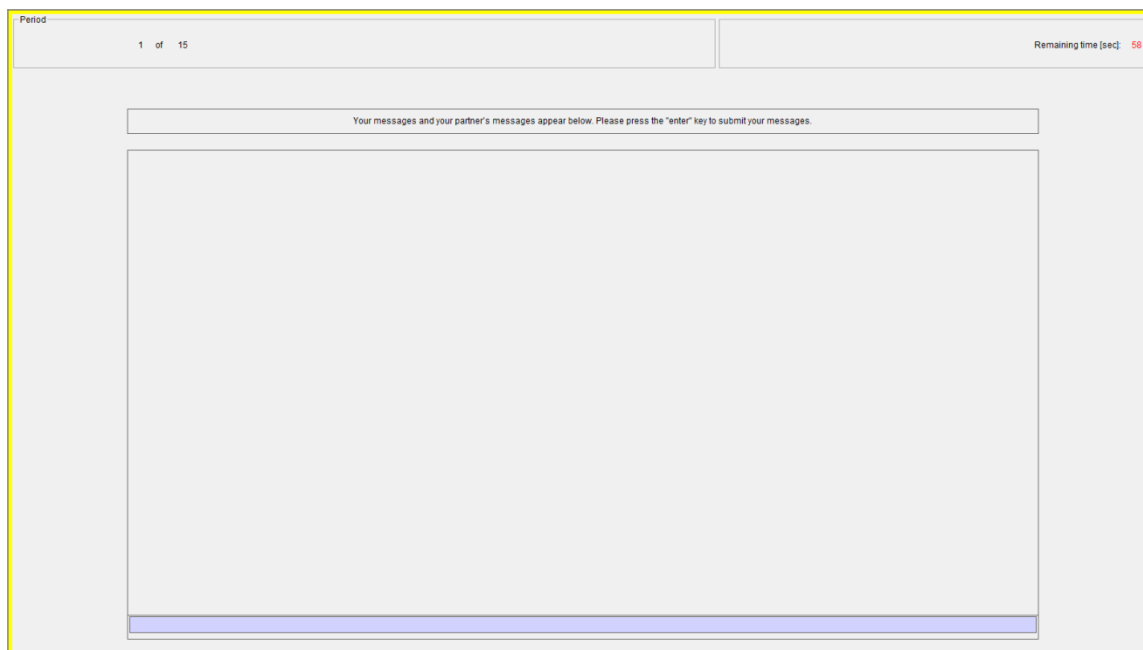 Period
1 of 15
Remaining time [sec]: 58
Your messages and your partner's messages appear below. Please press the "enter" key to submit your messages.